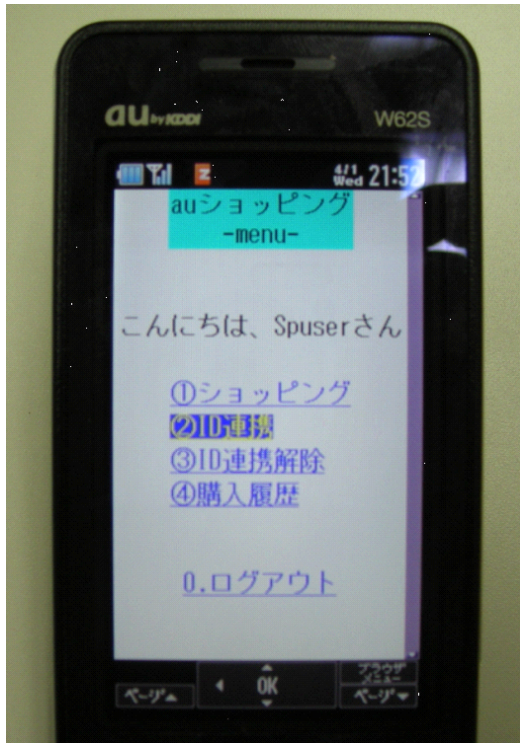 au by KDDI
W62S
Z
4/1
Wed 21:52
auショッピング
-menu-
こんにちは、Spuserさん
①ショッピング
②ID連携
③ID連携解除
④購入履歴
0.ログアウト
ブラウザ
メニュー
ページ▲
OK
ページ▼